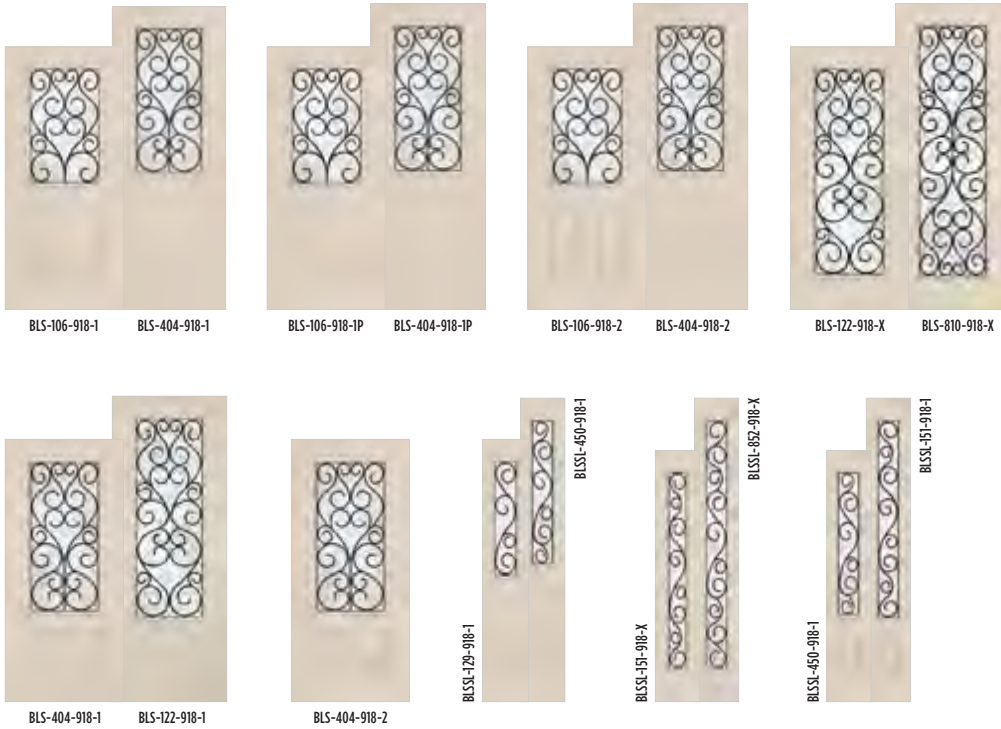 BLS-106-918-1
BLS-404-918-1
BLS-106-918-1P
BLS-404-918-1P
BLS-106-918-2
BLS-404-918-2
BLS-122-918-X
BLS-810-918-X
BLS-404-918-1
BLS-122-918-1
BLS-404-918-2
BLSSL-129-918-1
BLSSL-450-918-1
BLSSL-151-918-X
BLSSL-852-918-X
BLSSL-450-918-1
BLSSL-151-918-1